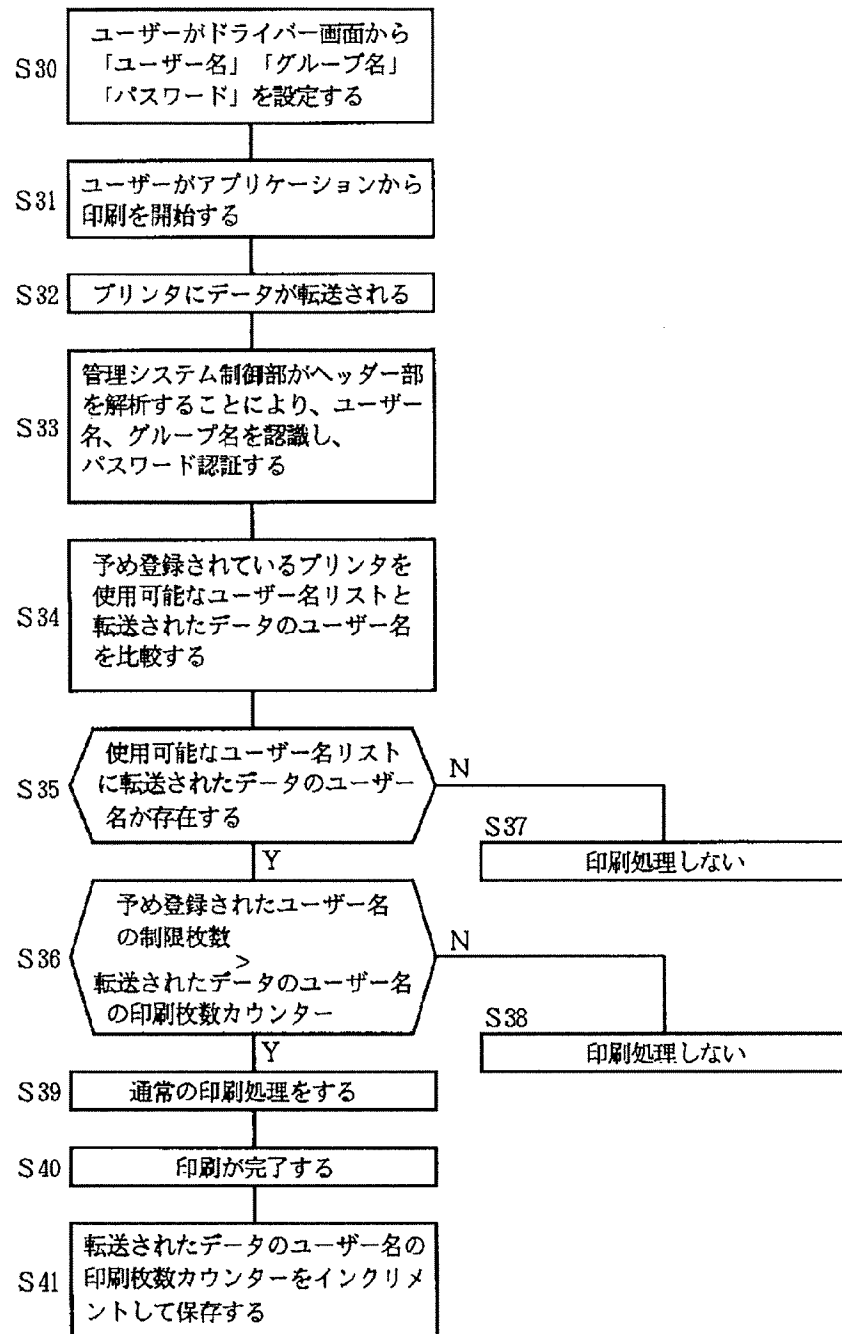 S30
ユーザーがドライバー画面から
「ユーザー名」「グループ名」
「パスワード」を設定する
S31
ユーザーがアプリケーションから
印刷を開始する
S32
プリンタにデータが転送される
S33
管理システム制御部がヘッダー部
を解析することにより、ユーザー
名、グループ名を認識し、
パスワード認証する
S34
予め登録されているプリンタを
使用可能なユーザー名リストと
転送されたデータのユーザー名
を比較する
S35
使用可能なユーザー名リスト
に転送されたデータのユーザー
名が存在する
N
S37
印刷処理しない
Y
S36
予め登録されたユーザー名
の制限枚数
>
転送されたデータのユーザー名
の印刷枚数カウンター
N
S38
印刷処理しない
Y
S39
通常の印刷処理をする
S40
印刷が完了する
S41
転送されたデータのユーザー名の
印刷枚数カウンターをインクリメ
ントして保存する